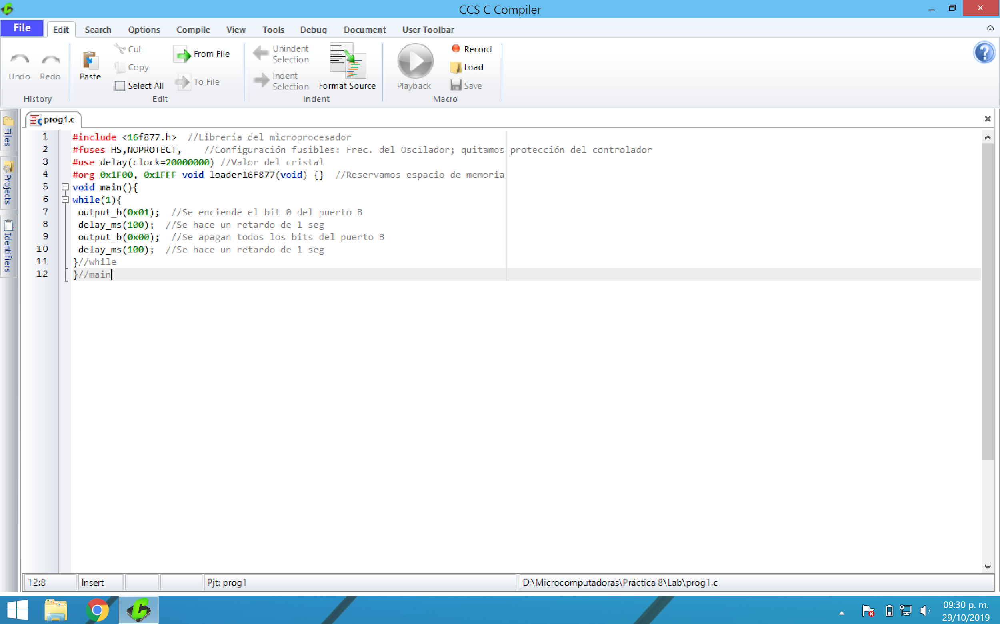 CCS C Compiler
File Edit Search Options Compile View Tools Debug Document User Toolbar
Undo Redo
History
Paste
Cut
Copy
Select All
From File
To File
Edit
Unindent
Selection
Indent
Selection
Format Source
Indent
Playback
Record
Load
Save
Macro
Files
Projects
Identifiers
prog1.c
1 #include <16f877.h>  //Libreria del microprocesador
2 #fuses HS,NOPROTECT,    //Configuración fusibles: Frec. del Oscilador; quitamos protección del controlador
3 #use delay(clock=20000000) //Valor del cristal
4 #org 0x1F00, 0x1FFF void loader16F877(void) {}  //Reservamos espacio de memoria
5 void main(){
6 while(1){
7  output_b(0x01);  //Se enciende el bit 0 del puerto B
8  delay_ms(100);  //Se hace un retardo de 1 seg
9  output_b(0x00);  //Se apagan todos los bits del puerto B
10  delay_ms(100);  //Se hace un retardo de 1 seg
11 }//while
12 }//main
12:8 Insert Pjt: prog1 D:\Microcomputadoras\Práctica 8\Lab\prog1.c
09:30 p. m.
29/10/2019